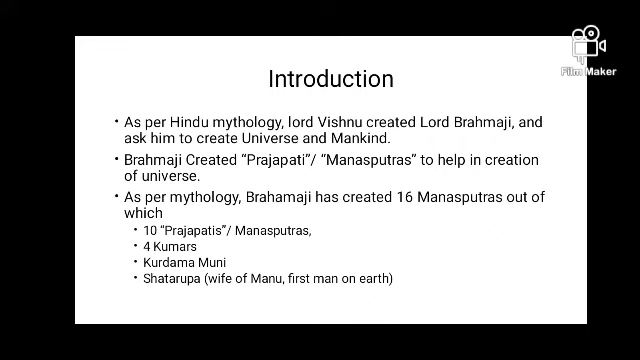 Introduction
Film Maker
• As per Hindu mythology, lord Vishnu created Lord Brahmaji, and
ask him to create Universe and Mankind.
• Brahmaji Created “Prajapati”/ “Manasputras” to help in creation
of universe.
• As per mythology, Brahamaji has created 16 Manasputras out of
which
• 10 “Prajapatis”/ Manasputras,
• 4 Kumars
• Kurdama Muni
• Shatarupa (wife of Manu, first man on earth)